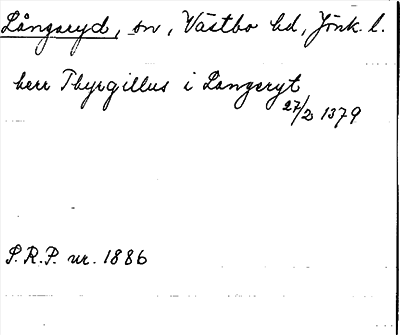 Långaryd, sn, Västbo hd, Jönk. l.
herr Thyrgillus i Langeryt
27/2 1379
S.R.P. nr. 1886